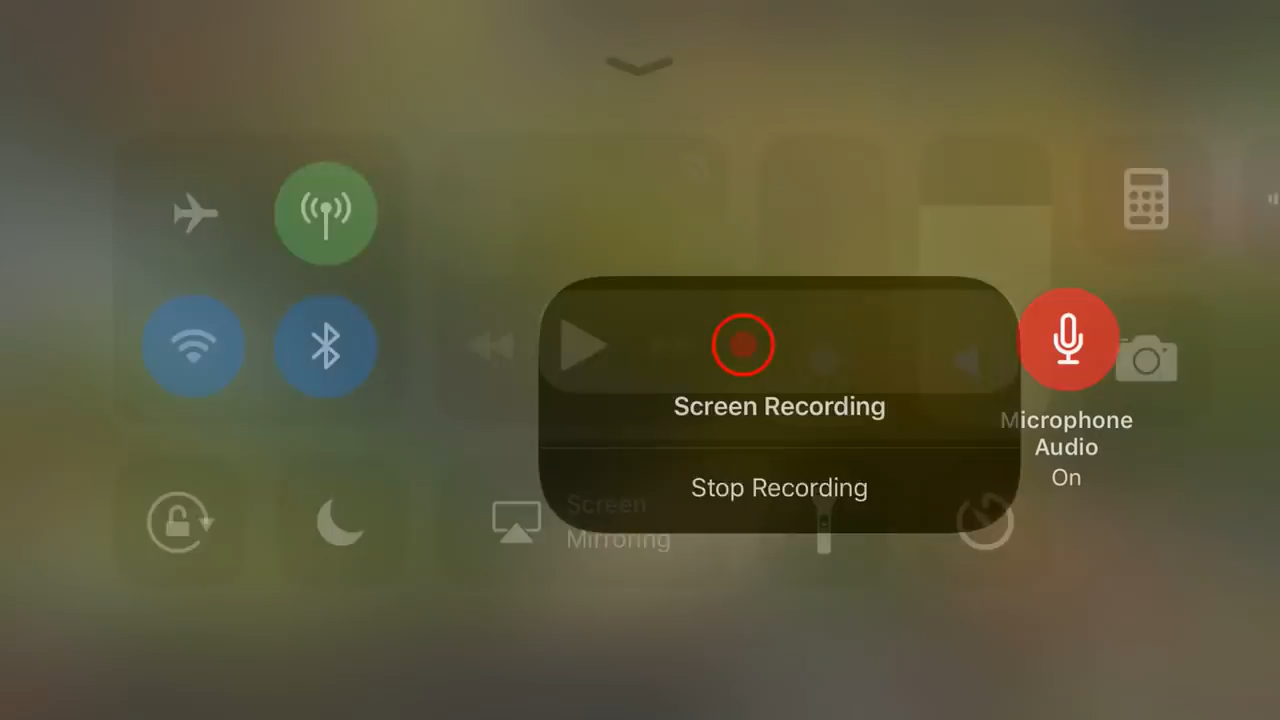 Screen Recording
Microphone
Audio
On
Stop Recording
Screen
Mirroring